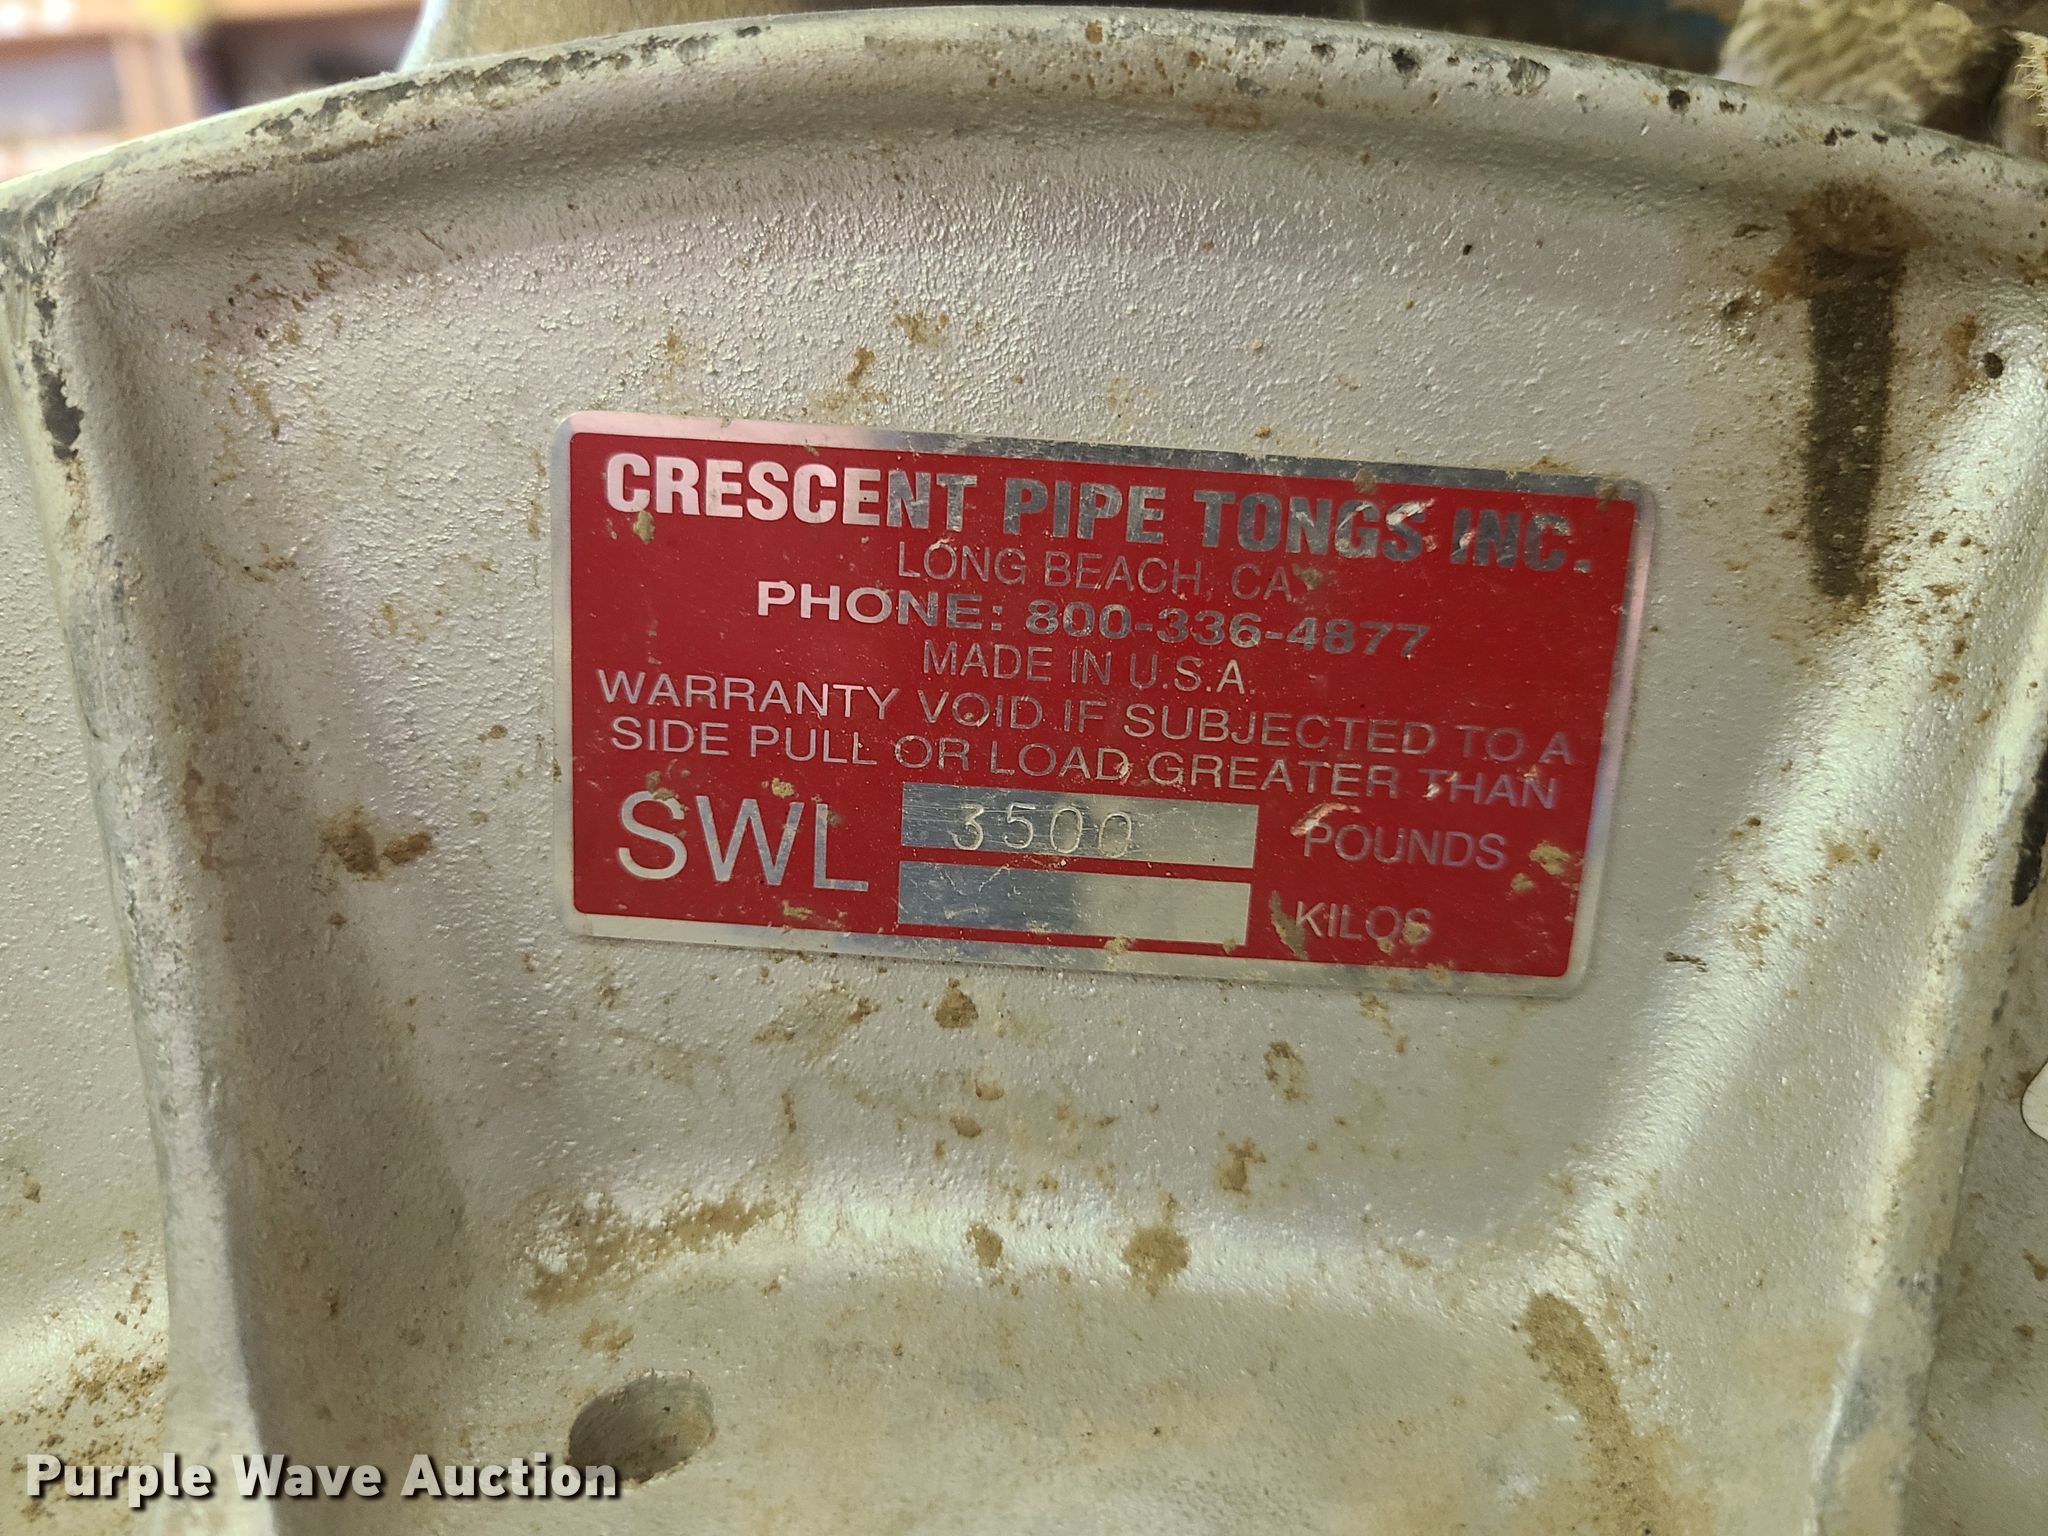 CRESCENT PIPE TONGS INC.
LONG BEACH, CA.
PHONE: 800-336-4877
MADE IN U.S.A.
WARRANTY VOID IF SUBJECTED TO A
SIDE PULL OR LOAD GREATER THAN
SWL 3500 POUNDS
KILOS
Purple Wave Auction